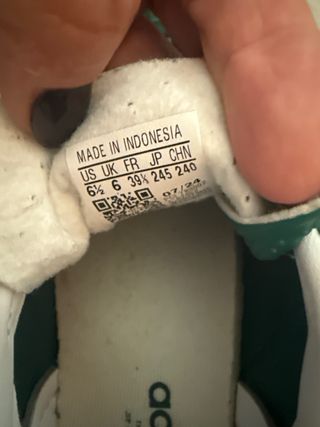 MADE IN INDONESIA
US UK FR JP CHN
6½ 6 39⅓ 245 240
07/24